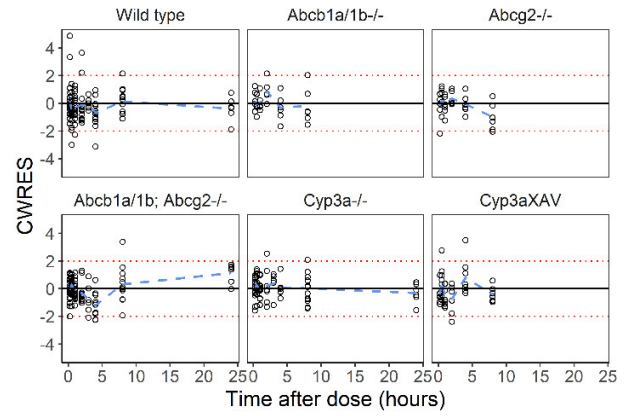 Wild type Abcb1a/1b-/- Abcg2-/-
4
2
0
-2
-4
CWRES
Abcb1a/1b; Abcg2-/- Cyp3a-/- Cyp3aXAV
4
2
0
-2
-4
0 5 10 15 20 25 0 5 10 15 20 25 0 5 10 15 20 25
Time after dose (hours)